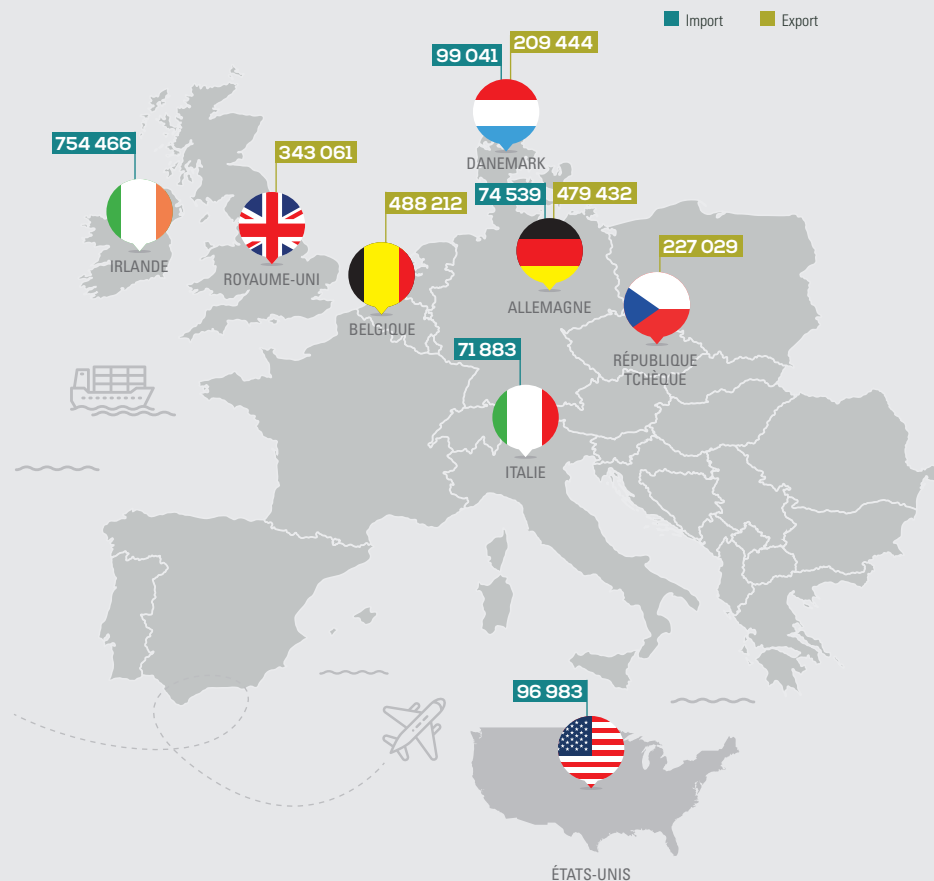 Import
Export
99 041
209 444
DANEMARK
754 466
IRLANDE
343 061
ROYAUME-UNI
488 212
BELGIQUE
74 539
479 432
ALLEMAGNE
227 029
RÉPUBLIQUE
TCHÈQUE
71 883
ITALIE
96 983
ÉTATS-UNIS